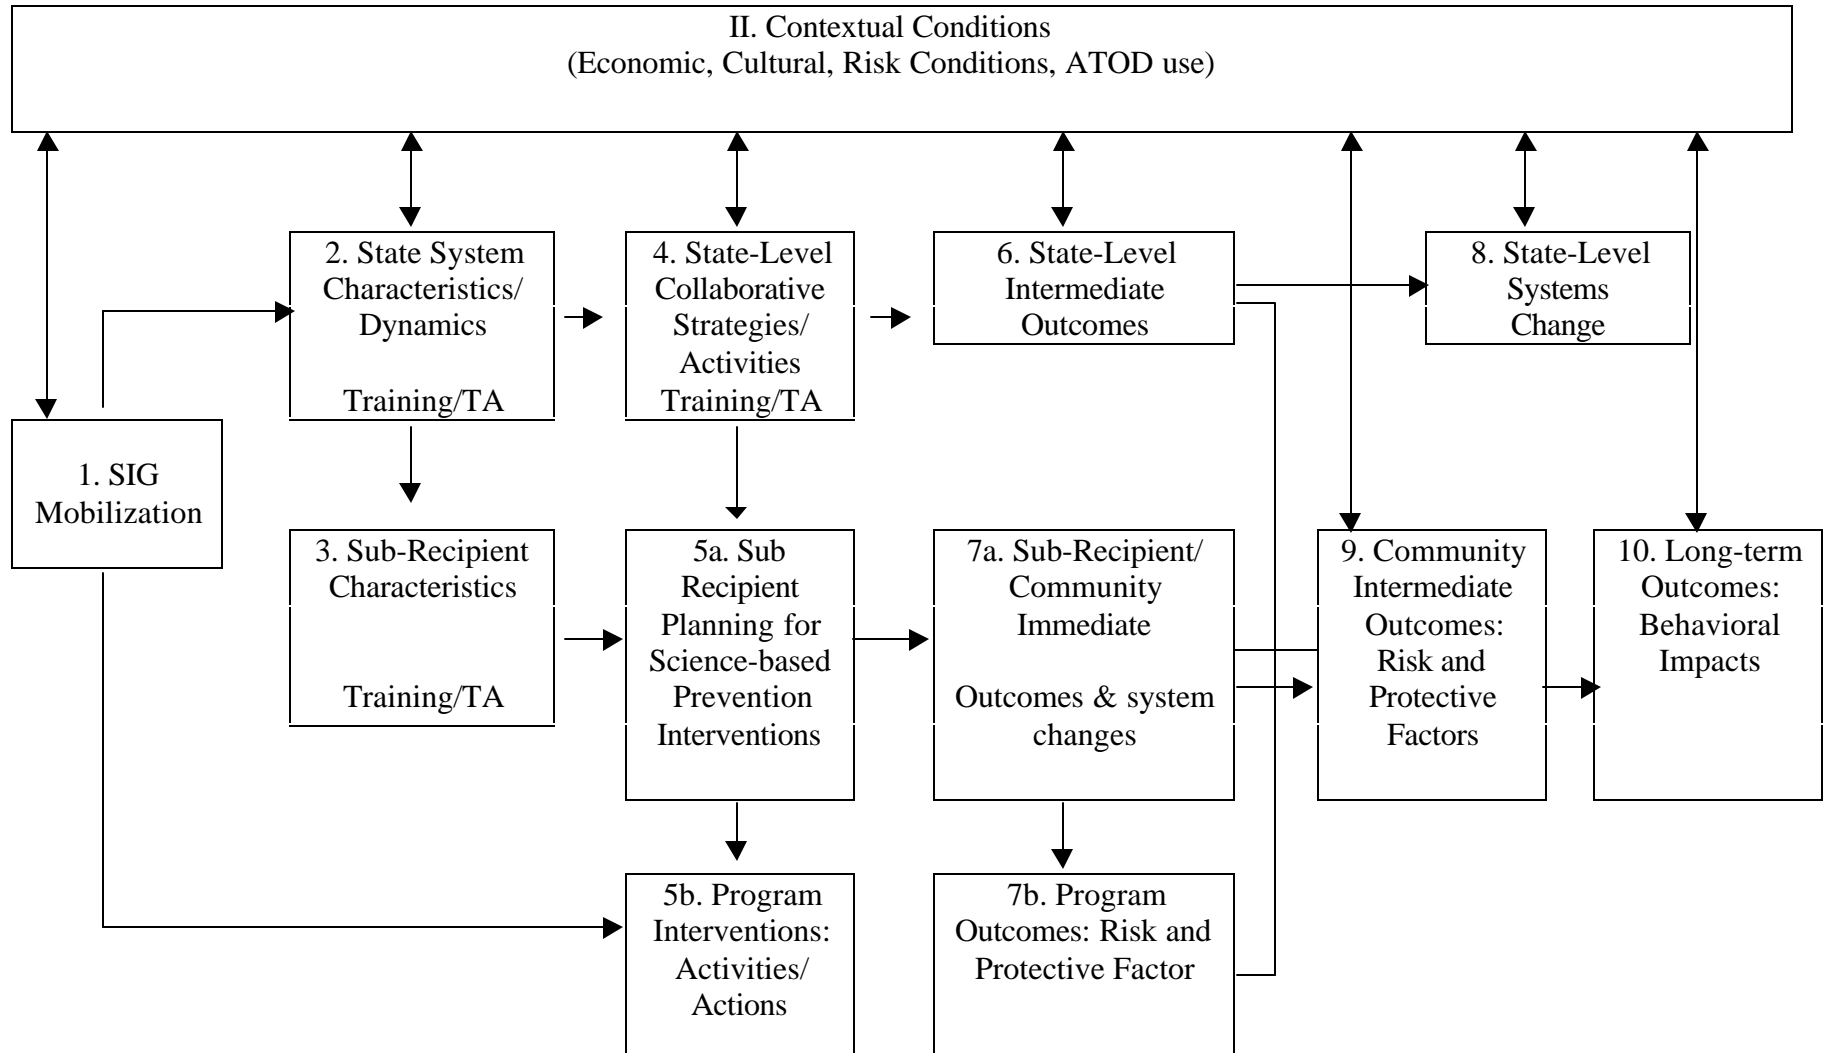 II. Contextual Conditions
(Economic, Cultural, Risk Conditions, ATOD use)
2. State System
Characteristics/
Dynamics
Training/TA
4. State-Level
Collaborative
Strategies/
Activities
Training/TA
6. State-Level
Intermediate
Outcomes
8. State-Level
Systems
Change
1. SIG
Mobilization
3. Sub-Recipient
Characteristics
Training/TA
5a. Sub
Recipient
Planning for
Science-based
Prevention
Interventions
7a. Sub-Recipient/
Community
Immediate
Outcomes & system
changes
9. Community
Intermediate
Outcomes:
Risk and
Protective
Factors
10. Long-term
Outcomes:
Behavioral
Impacts
5b. Program
Interventions:
Activities/
Actions
7b. Program
Outcomes: Risk and
Protective Factor